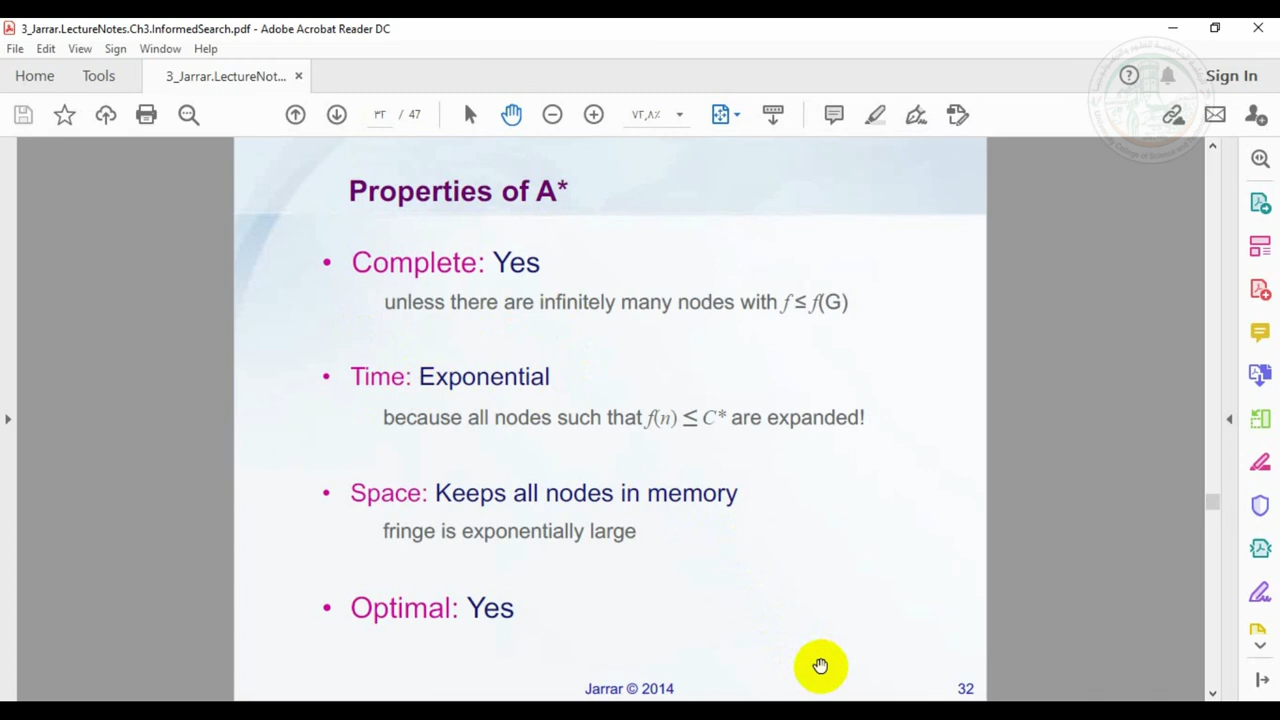 3_Jarrar.LectureNotes.Ch3.InformedSearch.pdf - Adobe Acrobat Reader DC
File Edit View Sign Window Help
Home Tools 3_Jarrar.LectureNot... ×
Sign In
٣٣ / 47
٧٣,٨٪
Properties of A*
• Complete: Yes
unless there are infinitely many nodes with f ≤ f(G)
• Time: Exponential
because all nodes such that f(n) ≤ C* are expanded!
• Space: Keeps all nodes in memory
fringe is exponentially large
• Optimal: Yes
Jarrar © 2014
32